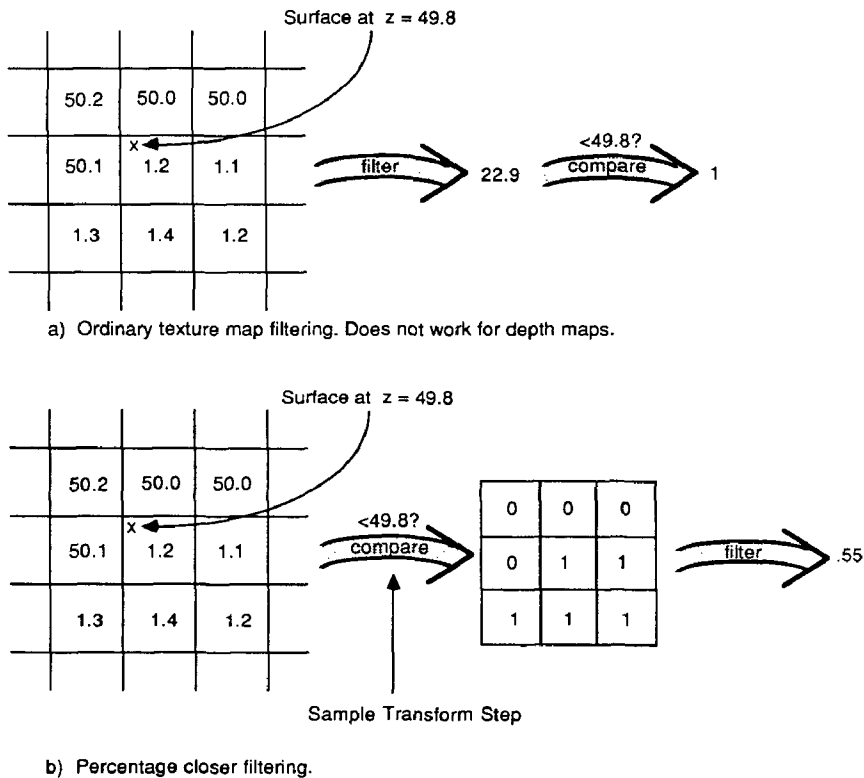 Surface at z = 49.8
50.2 50.0 50.0
x
50.1 1.2 1.1
1.3 1.4 1.2
filter
22.9
<49.8?
compare
1
a) Ordinary texture map filtering. Does not work for depth maps.
Surface at z = 49.8
50.2 50.0 50.0
x
50.1 1.2 1.1
1.3 1.4 1.2
<49.8?
compare
0 0 0
0 1 1
1 1 1
filter
.55
Sample Transform Step
b) Percentage closer filtering.